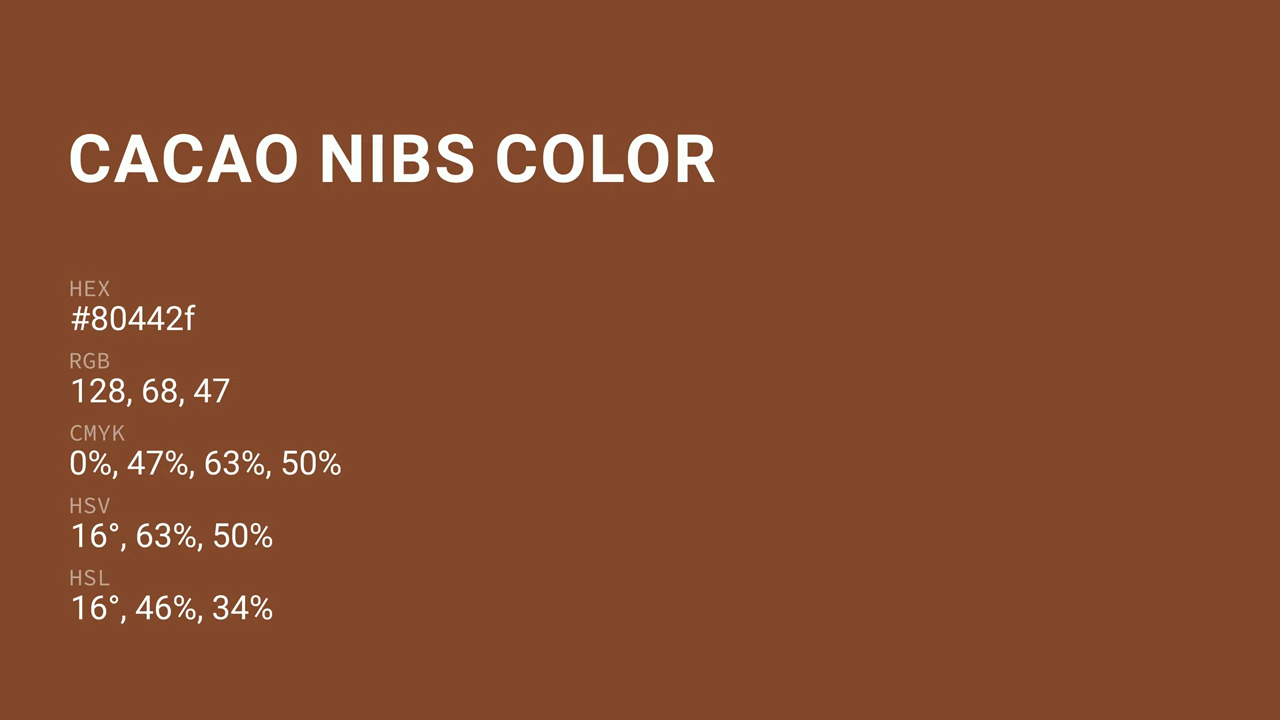 CACAO NIBS COLOR
HEX
#80442f
RGB
128, 68, 47
CMYK
0%, 47%, 63%, 50%
HSV
16°, 63%, 50%
HSL
16°, 46%, 34%